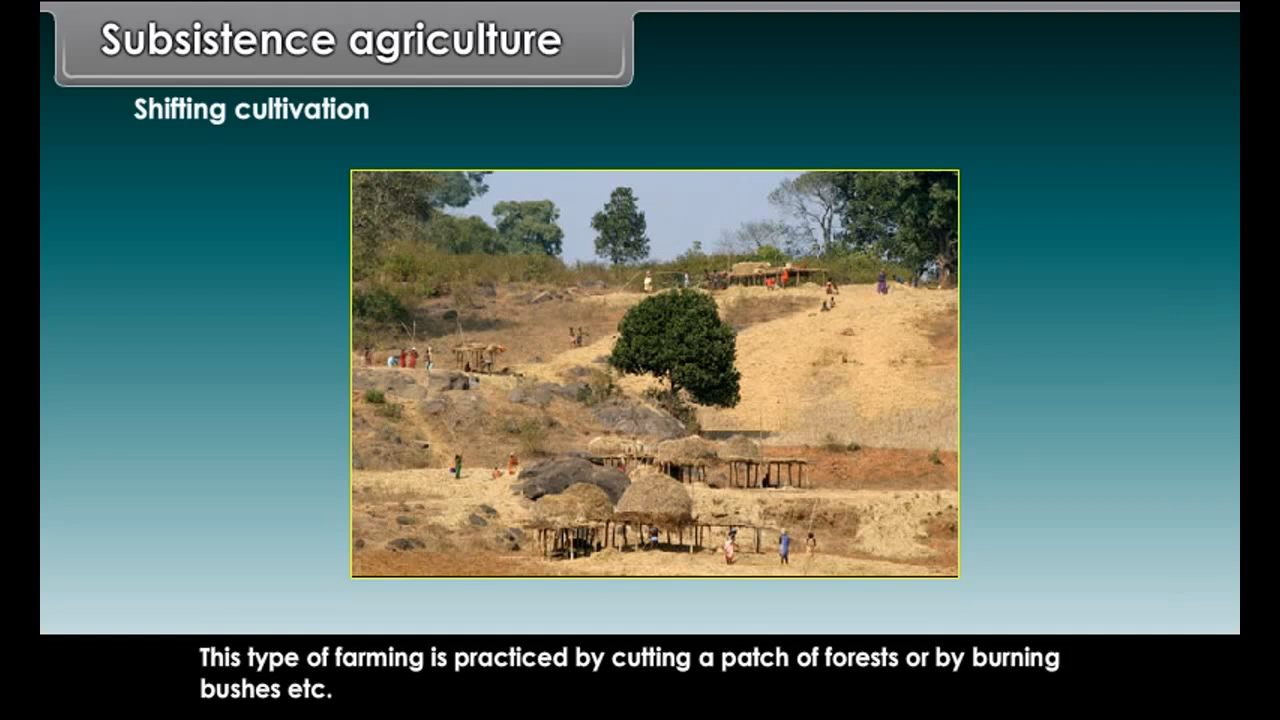 Subsistence agriculture
Shifting cultivation
This type of farming is practiced by cutting a patch of forests or by burning
bushes etc.